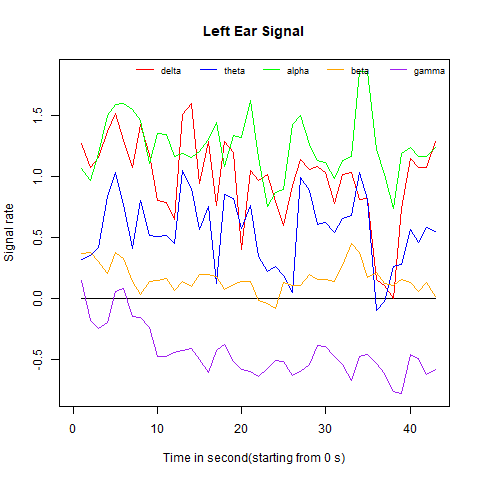 Left Ear Signal
delta theta alpha beta gamma
1.5
1.0
0.5
0.0
-0.5
Signal rate
0 10 20 30 40
Time in second(starting from 0 s)